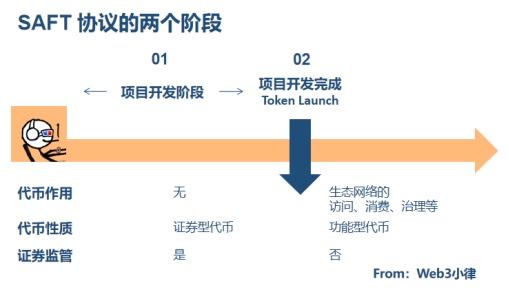 SAFT 协议的两个阶段
01
02
项目开发阶段
项目开发完成
Token Launch
代币作用
无
生态网络的
访问、消费、治理等
代币性质
证券型代币
功能型代币
证券监管
是
否
From：Web3小律